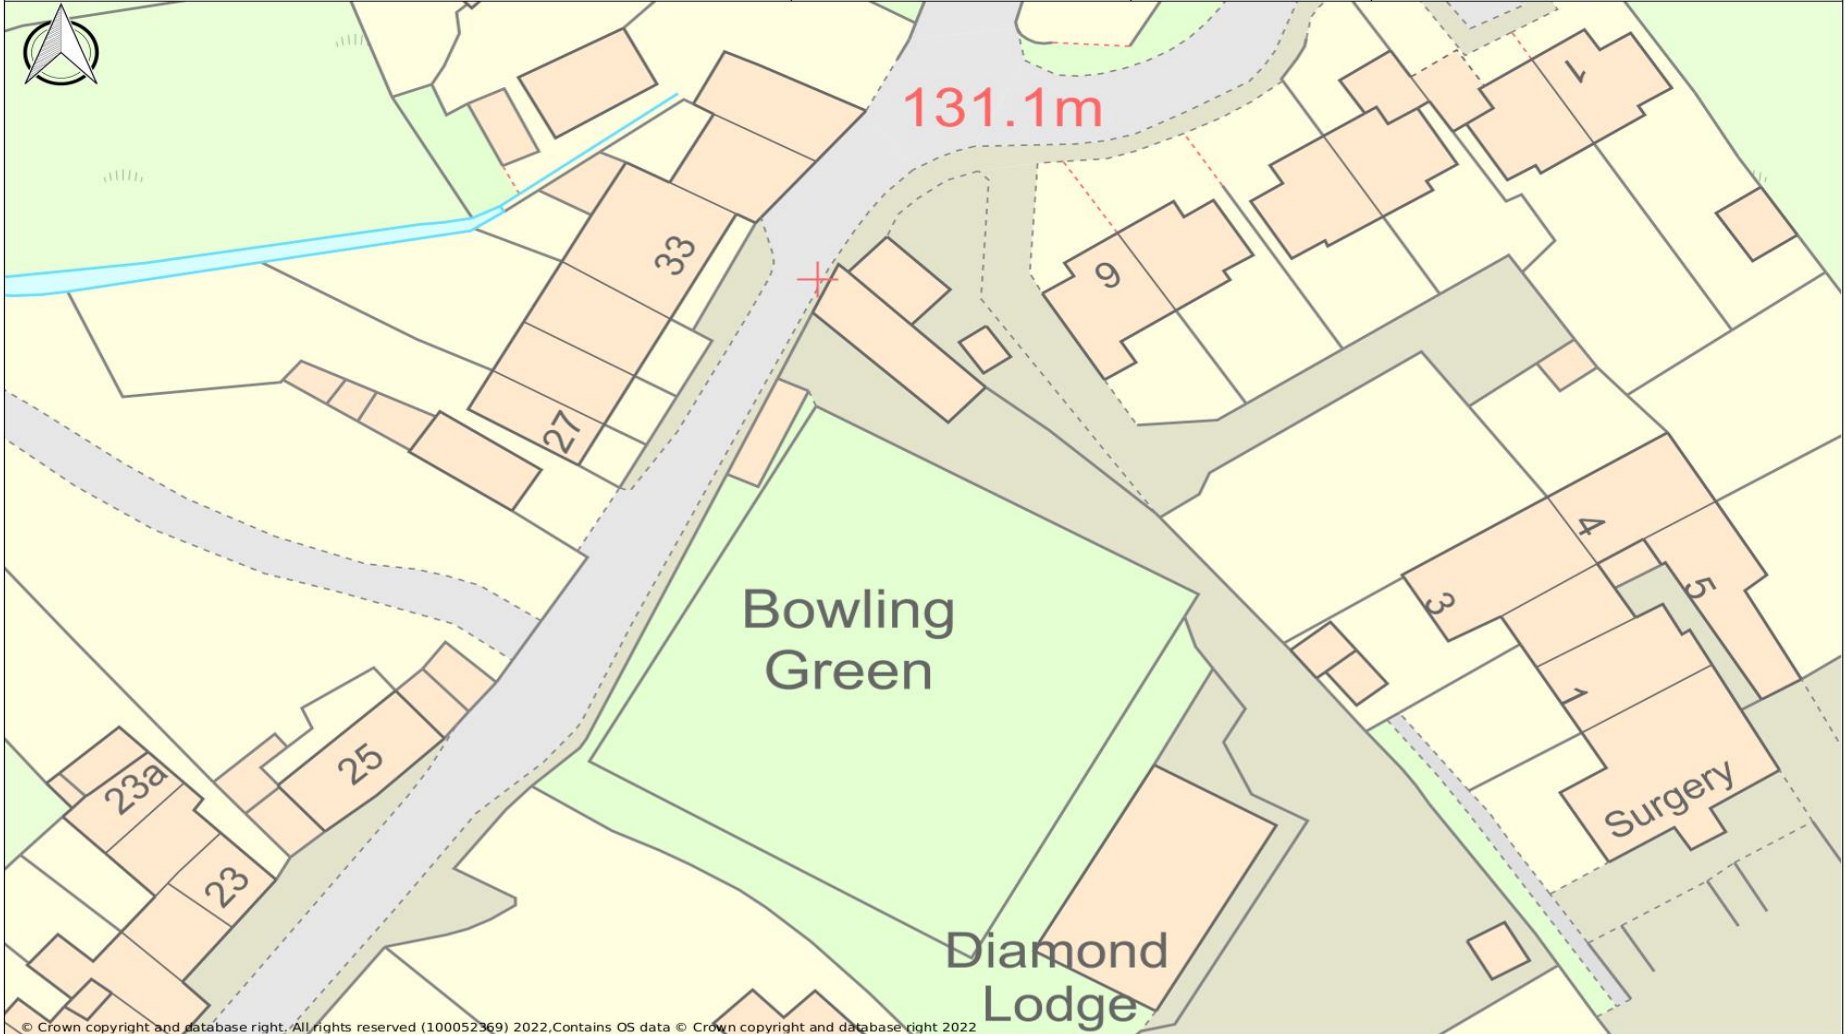 131.1m
1
33
9
27
4
3
5
Bowling
Green
1
25
23a
Surgery
23
Diamond
Lodge
© Crown copyright and database right. All rights reserved (100052369) 2022,Contains OS data © Crown copyright and database right 2022